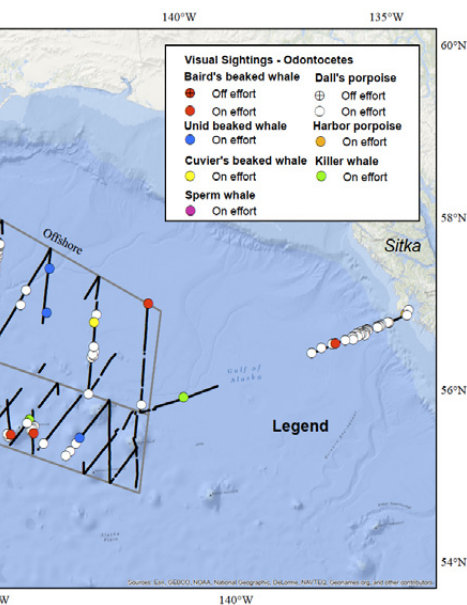 140°W
135°W
60°N
Visual Sightings - Odontocetes
Baird's beaked whale
Off effort
On effort
Unid beaked whale
On effort
Cuvier's beaked whale
On effort
Sperm whale
On effort
Dall's porpoise
Off effort
On effort
Harbor porpoise
On effort
Killer whale
On effort
58°N
Offshore
Sitka
Gulf of
Alaska
56°N
Legend
54°N
Sources: Esri, GEBCO, NOAA, National Geographic, DeLorme, NAVTEQ, Geonames.org, and other contributors
°W
140°W